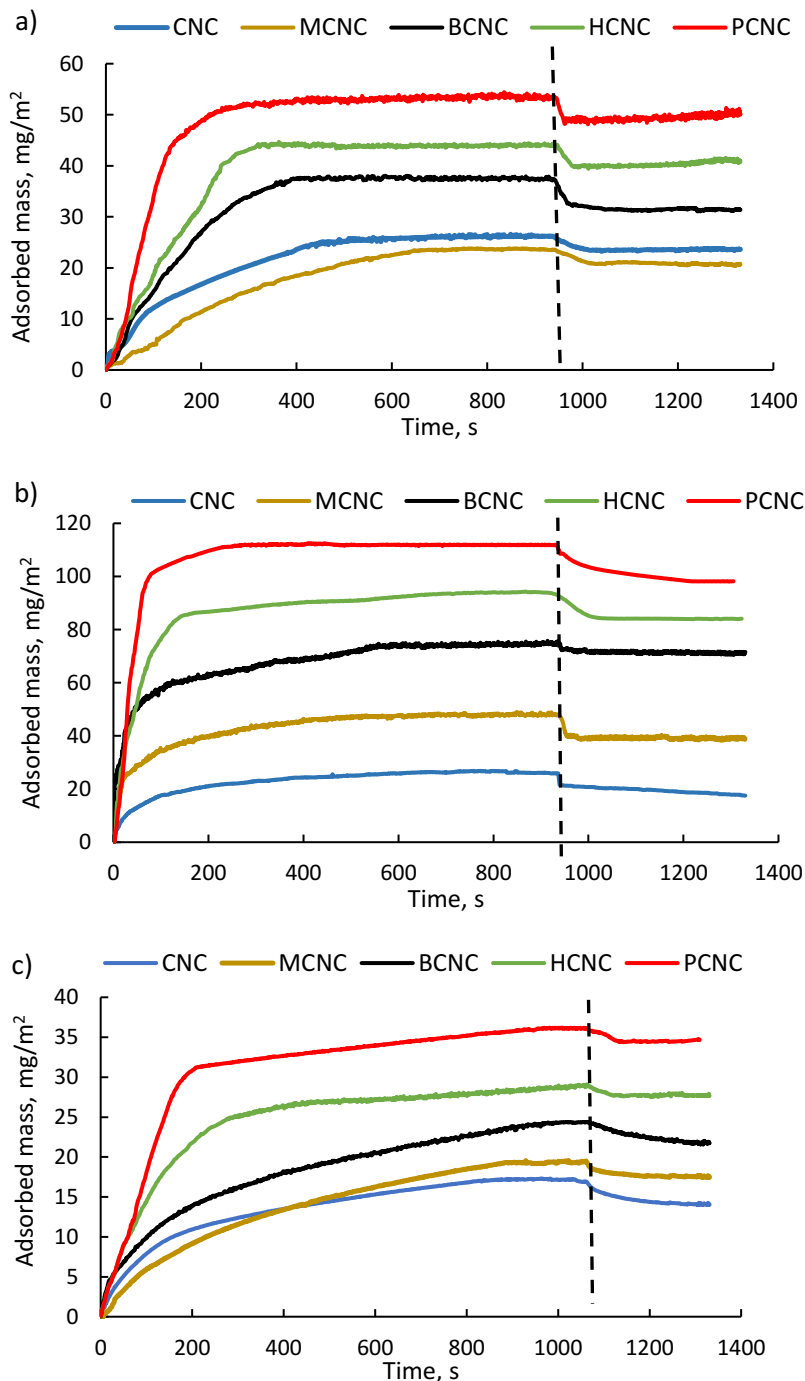 a)
CNC MCNC BCNC HCNC PCNC
60
50
40
30
20
10
0
Adsorbed mass, mg/m²
0 200 400 600 800 1000 1200 1400
Time, s
b)
CNC MCNC BCNC HCNC PCNC
120
100
80
60
40
20
0
Adsorbed mass, mg/m²
0 200 400 600 800 1000 1200 1400
Time, s
c)
CNC MCNC BCNC HCNC PCNC
40
35
30
25
20
15
10
5
0
Adsorbed mass, mg/m²
0 200 400 600 800 1000 1200 1400
Time, s